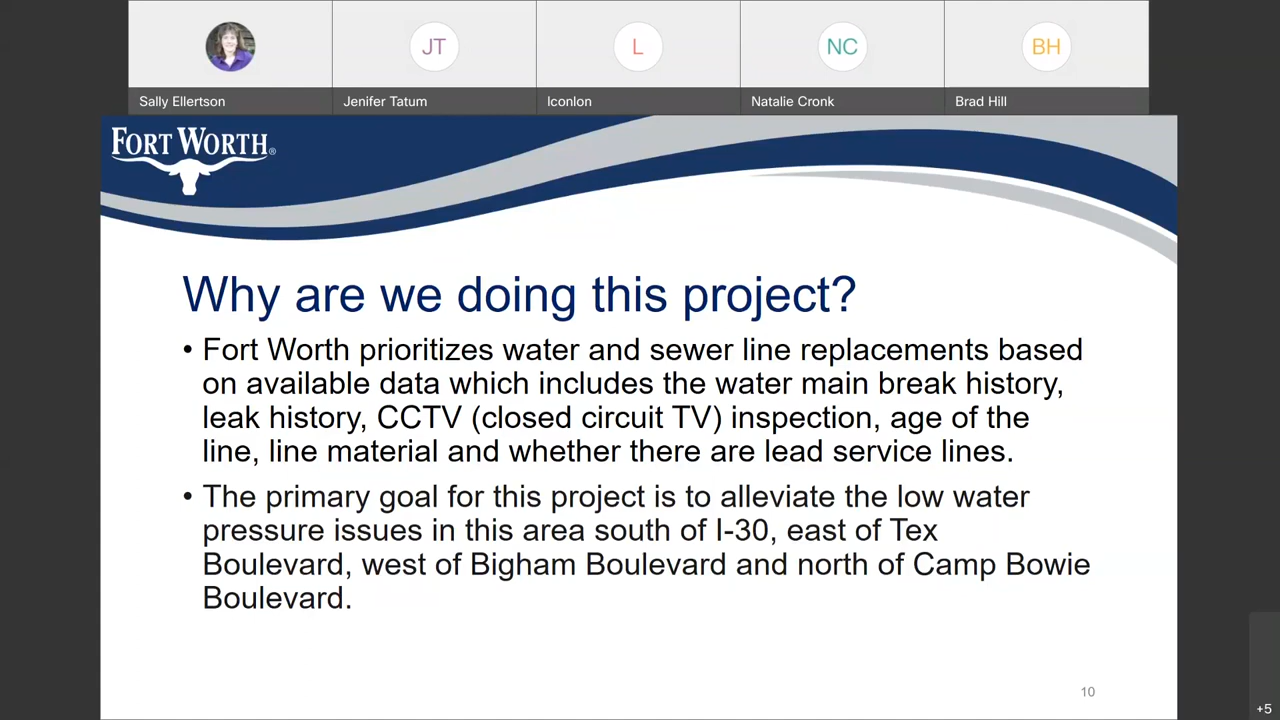 JT
L
NC
BH
Sally Ellertson
Jenifer Tatum
Iconlon
Natalie Cronk
Brad Hill
FORT WORTH®
Why are we doing this project?
• Fort Worth prioritizes water and sewer line replacements based
on available data which includes the water main break history,
leak history, CCTV (closed circuit TV) inspection, age of the
line, line material and whether there are lead service lines.
• The primary goal for this project is to alleviate the low water
pressure issues in this area south of I-30, east of Tex
Boulevard, west of Bigham Boulevard and north of Camp Bowie
Boulevard.
10
+5